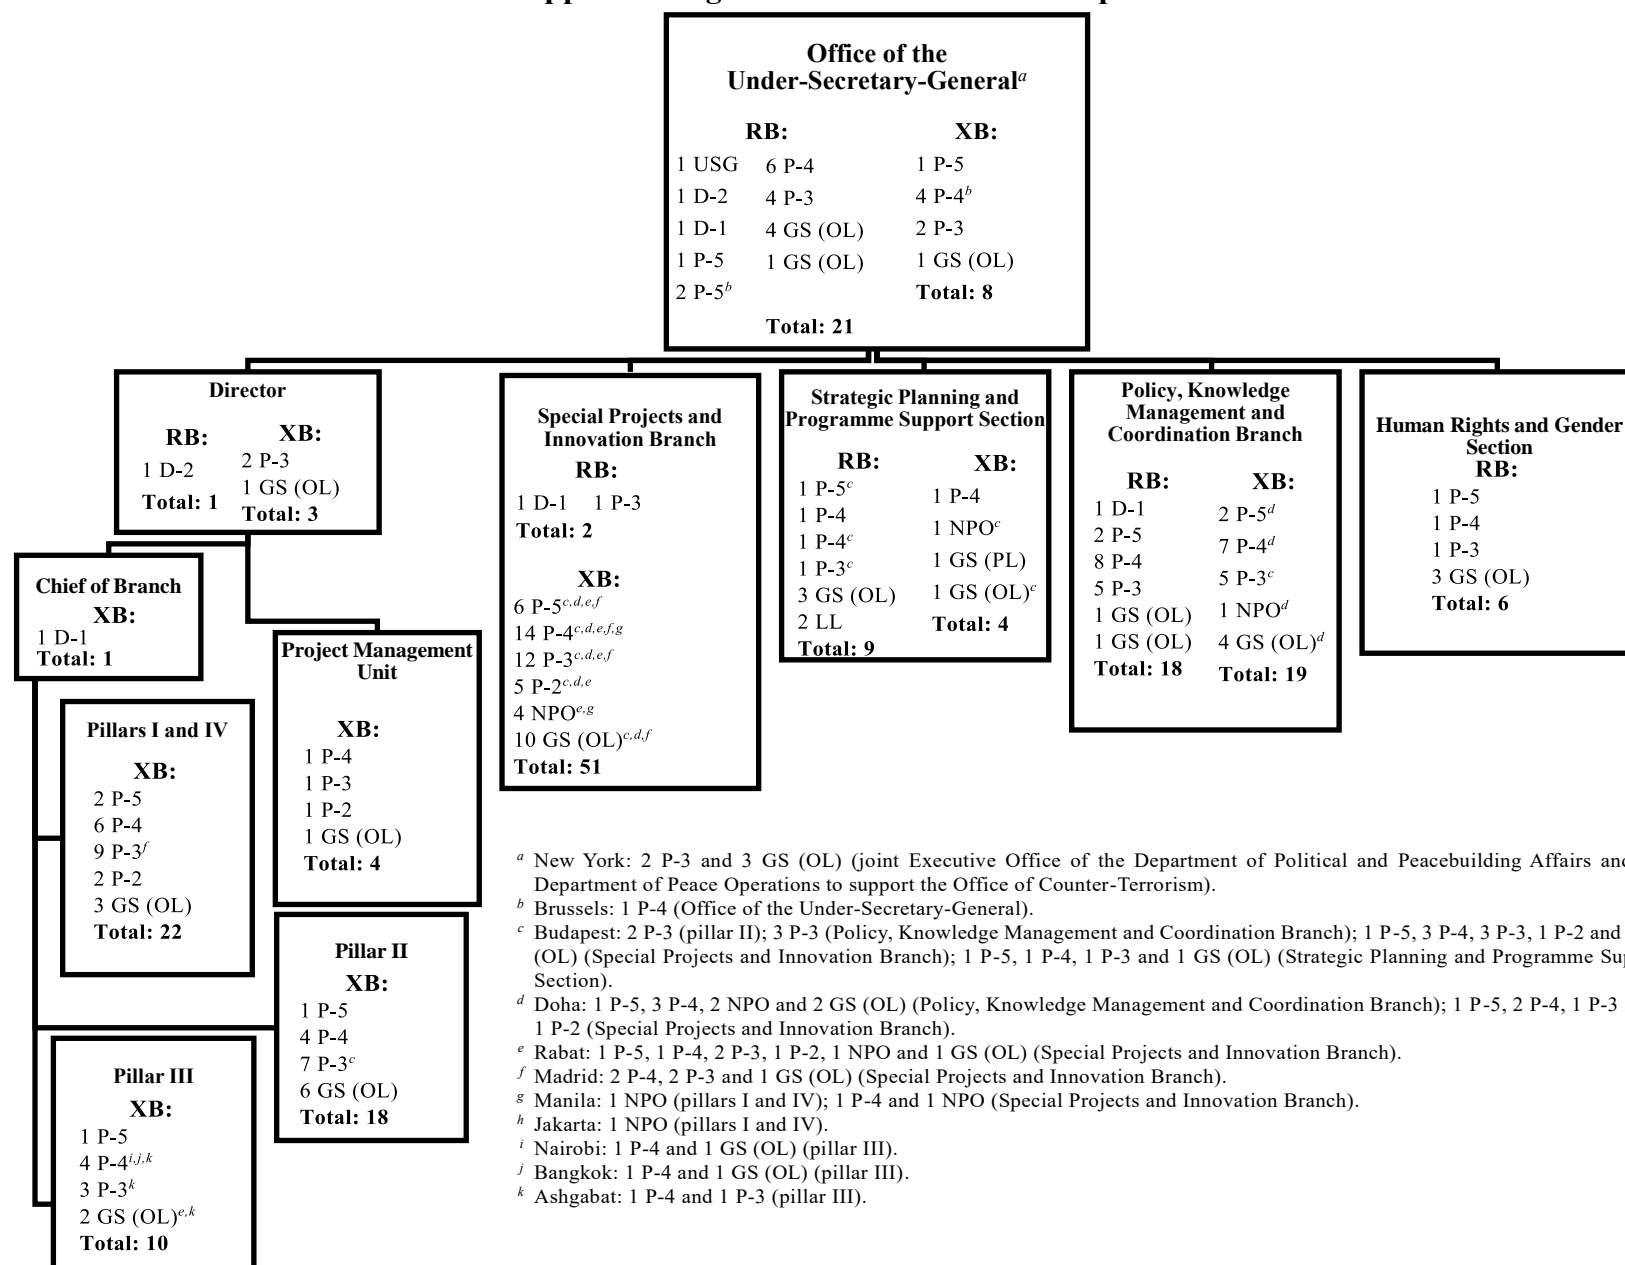 Office of the
Under-Secretary-General^a
RB:
1 USG
1 D-2
1 D-1
1 P-5
2 P-5^b
6 P-4
4 P-3
4 GS (OL)
1 GS (OL)
Total: 21
XB:
1 P-5
4 P-4^b
2 P-3
1 GS (OL)
Total: 8
Director
RB:
1 D-2
Total: 1
XB:
2 P-3
1 GS (OL)
Total: 3
Special Projects and
Innovation Branch
RB:
1 D-1 1 P-3
Total: 2
XB:
6 P-5^c,d,e,f
14 P-4^c,d,e,f,g
12 P-3^c,d,e,f
5 P-2^c,d,e
4 NPO^e,g
10 GS (OL)^c,d,f
Total: 51
Strategic Planning and
Programme Support Section
RB:
1 P-5^c
1 P-4
1 P-4^c
1 P-3^c
3 GS (OL)
2 LL
Total: 9
XB:
1 P-4
1 NPO^c
1 GS (PL)
1 GS (OL)^c
Total: 4
Policy, Knowledge
Management and
Coordination Branch
RB:
1 D-1
2 P-5
8 P-4
5 P-3
1 GS (OL)
1 GS (OL)
Total: 18
XB:
2 P-5^d
7 P-4^d
5 P-3^c
1 NPO^d
4 GS (OL)^d
Total: 19
Human Rights and Gender
Section
RB:
1 P-5
1 P-4
1 P-3
3 GS (OL)
Total: 6
Chief of Branch
XB:
1 D-1
Total: 1
Project Management
Unit
XB:
1 P-4
1 P-3
1 P-2
1 GS (OL)
Total: 4
Pillars I and IV
XB:
2 P-5
6 P-4
9 P-3^f
2 P-2
3 GS (OL)
Total: 22
Pillar II
XB:
1 P-5
4 P-4
7 P-3^c
6 GS (OL)
Total: 18
Pillar III
XB:
1 P-5
4 P-4^i,j,k
3 P-3^k
2 GS (OL)^e,k
Total: 10
^a New York: 2 P-3 and 3 GS (OL) (joint Executive Office of the Department of Political and Peacebuilding Affairs and
Department of Peace Operations to support the Office of Counter-Terrorism).
^b Brussels: 1 P-4 (Office of the Under-Secretary-General).
^c Budapest: 2 P-3 (pillar II); 3 P-3 (Policy, Knowledge Management and Coordination Branch); 1 P-5, 3 P-4, 3 P-3, 1 P-2 and
(OL) (Special Projects and Innovation Branch); 1 P-5, 1 P-4, 1 P-3 and 1 GS (OL) (Strategic Planning and Programme
Section).
^d Doha: 1 P-5, 3 P-4, 2 NPO and 2 GS (OL) (Policy, Knowledge Management and Coordination Branch); 1 P-5, 2 P-4, 1 P-3
1 P-2 (Special Projects and Innovation Branch).
^e Rabat: 1 P-5, 1 P-4, 2 P-3, 1 P-2, 1 NPO and 1 GS (OL) (Special Projects and Innovation Branch).
^f Madrid: 2 P-4, 2 P-3 and 1 GS (OL) (Special Projects and Innovation Branch).
^g Manila: 1 NPO (pillars I and IV); 1 P-4 and 1 NPO (Special Projects and Innovation Branch).
^h Jakarta: 1 NPO (pillars I and IV).
^i Nairobi: 1 P-4 and 1 GS (OL) (pillar III).
^j Bangkok: 1 P-4 and 1 GS (OL) (pillar III).
^k Ashgabat: 1 P-4 and 1 P-3 (pillar III).